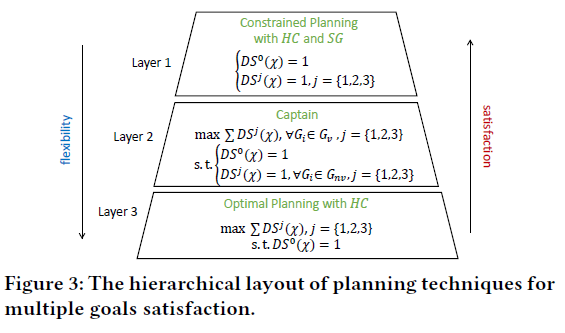 Constrained Planning
with HC and SG
Layer 1
{DS⁰(χ) = 1
DSʲ(χ) = 1, j = {1,2,3}
flexibility
satisfaction
Captain
Layer 2
max ∑ DSʲ(χ), ∀Gᵢ∈ Gᵥ , j = {1,2,3}
s.t. {DS⁰(χ) = 1
DSʲ(χ) = 1, ∀Gᵢ∈ Gₙᵥ, j = {1,2,3}
Layer 3
Optimal Planning with HC
max ∑ DSʲ(χ), j = {1,2,3}
s.t. DS⁰(χ) = 1
Figure 3: The hierarchical layout of planning techniques for
multiple goals satisfaction.